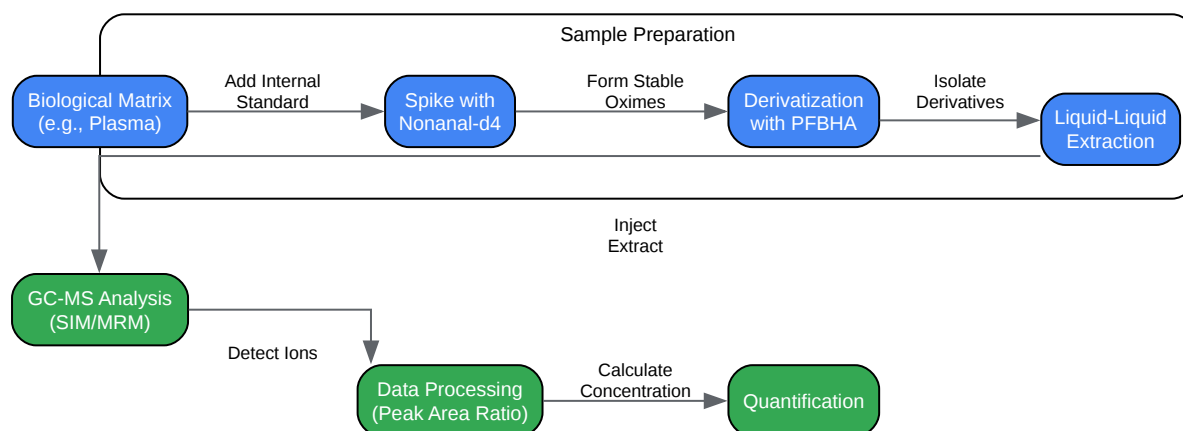 Sample Preparation
Biological Matrix
(e.g., Plasma)
Add Internal
Standard
Spike with
Nonanal-d4
Form Stable
Oximes
Derivatization
with PFBHA
Isolate
Derivatives
Liquid-Liquid
Extraction
Inject
Extract
GC-MS Analysis
(SIM/MRM)
Detect Ions
Data Processing
(Peak Area Ratio)
Calculate
Concentration
Quantification